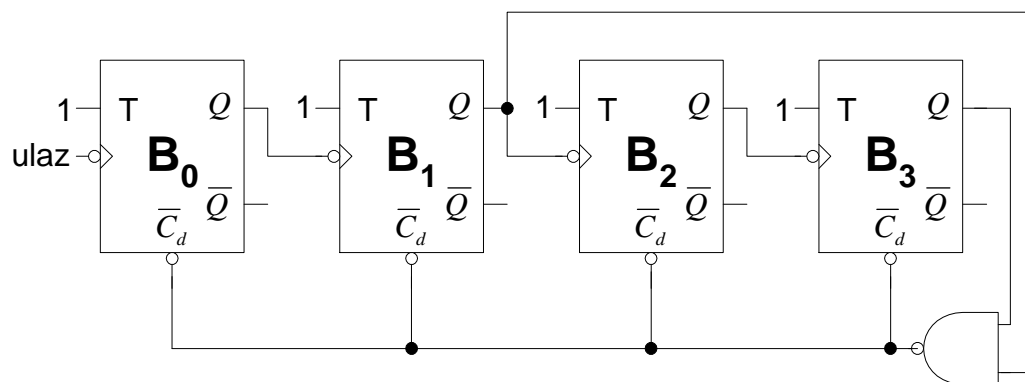 1 T Q 1 T Q 1 T Q 1 T Q
ulaz B₀ B₁ B₂ B₃
Q̅ Q̅ Q̅ Q̅
C̅d C̅d C̅d C̅d